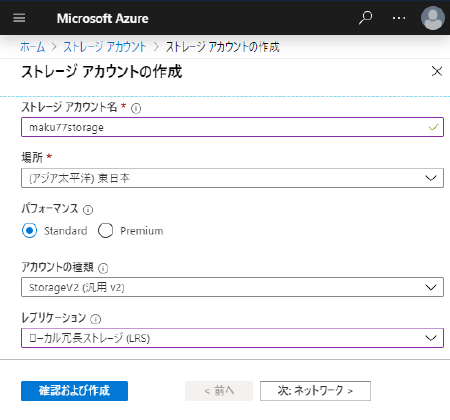 Microsoft Azure
ホーム > ストレージ アカウント > ストレージ アカウントの作成
ストレージ アカウントの作成
ストレージ アカウント名 *
maku77storage
場所 *
(アジア太平洋) 東日本
パフォーマンス
Standard Premium
アカウントの種類
StorageV2 (汎用 v2)
レプリケーション
ローカル冗長ストレージ (LRS)
確認および作成 < 前へ 次: ネットワーク >